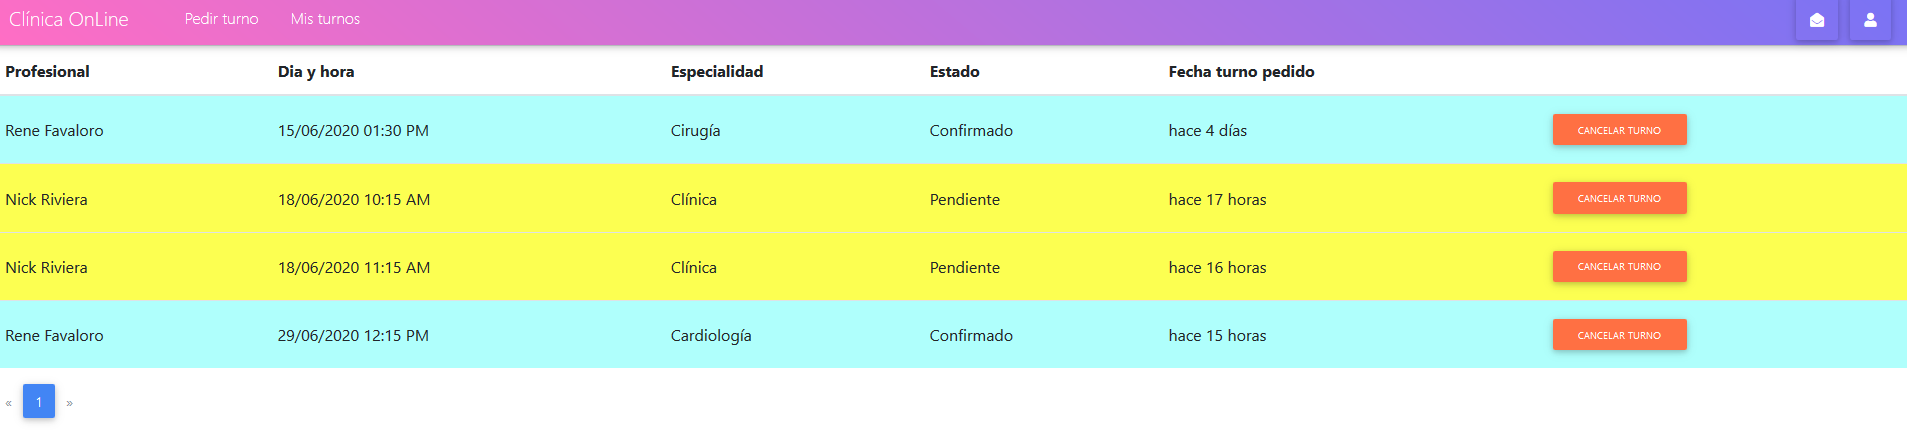 Clínica OnLine Pedir turno Mis turnos
Profesional Dia y hora Especialidad Estado Fecha turno pedido
Rene Favaloro 15/06/2020 01:30 PM Cirugía Confirmado hace 4 días CANCELAR TURNO
Nick Riviera 18/06/2020 10:15 AM Clínica Pendiente hace 17 horas CANCELAR TURNO
Nick Riviera 18/06/2020 11:15 AM Clínica Pendiente hace 16 horas CANCELAR TURNO
Rene Favaloro 29/06/2020 12:15 PM Cardiología Confirmado hace 15 horas CANCELAR TURNO
« 1 »